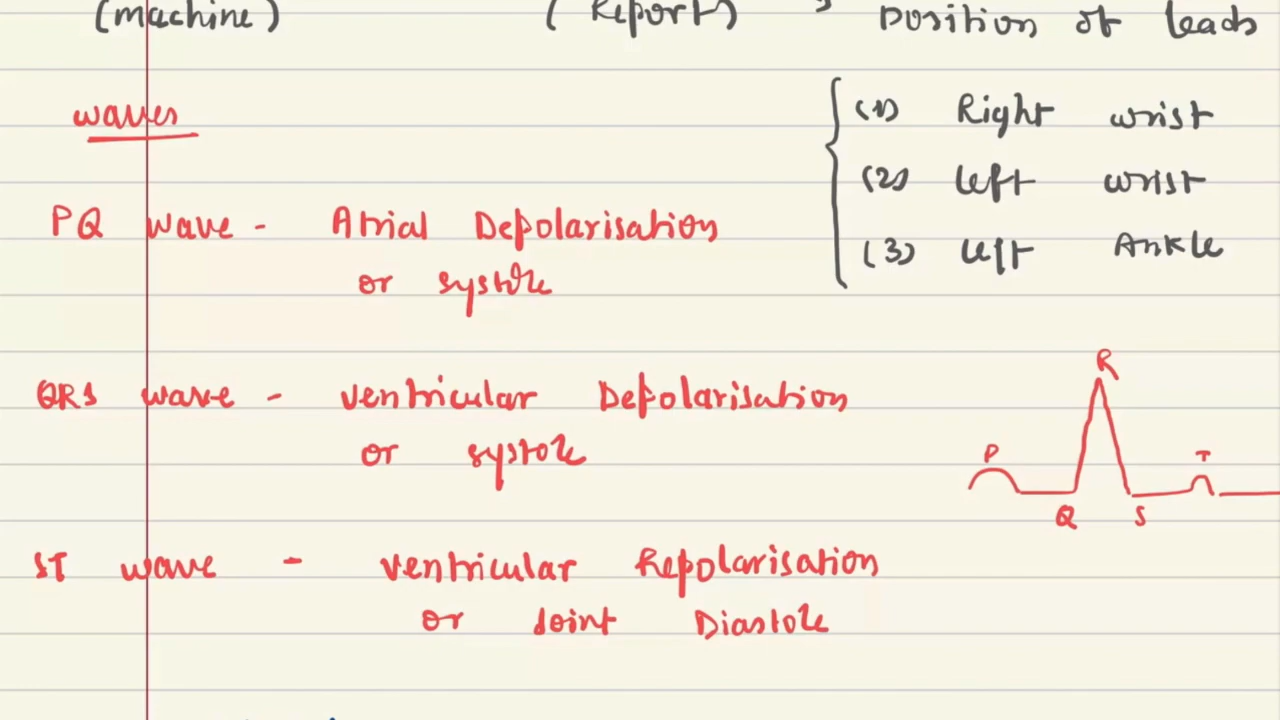 (machine) (Report) Position of leads
waves
(1) Right wrist
(2) left wrist
(3) left Ankle
PQ wave - Atrial Depolarisation
or systole
QRS wave - ventricular Depolarisation
or systole
ST wave - ventricular Repolarisation
or Joint Diastole
R
P
T
Q
S